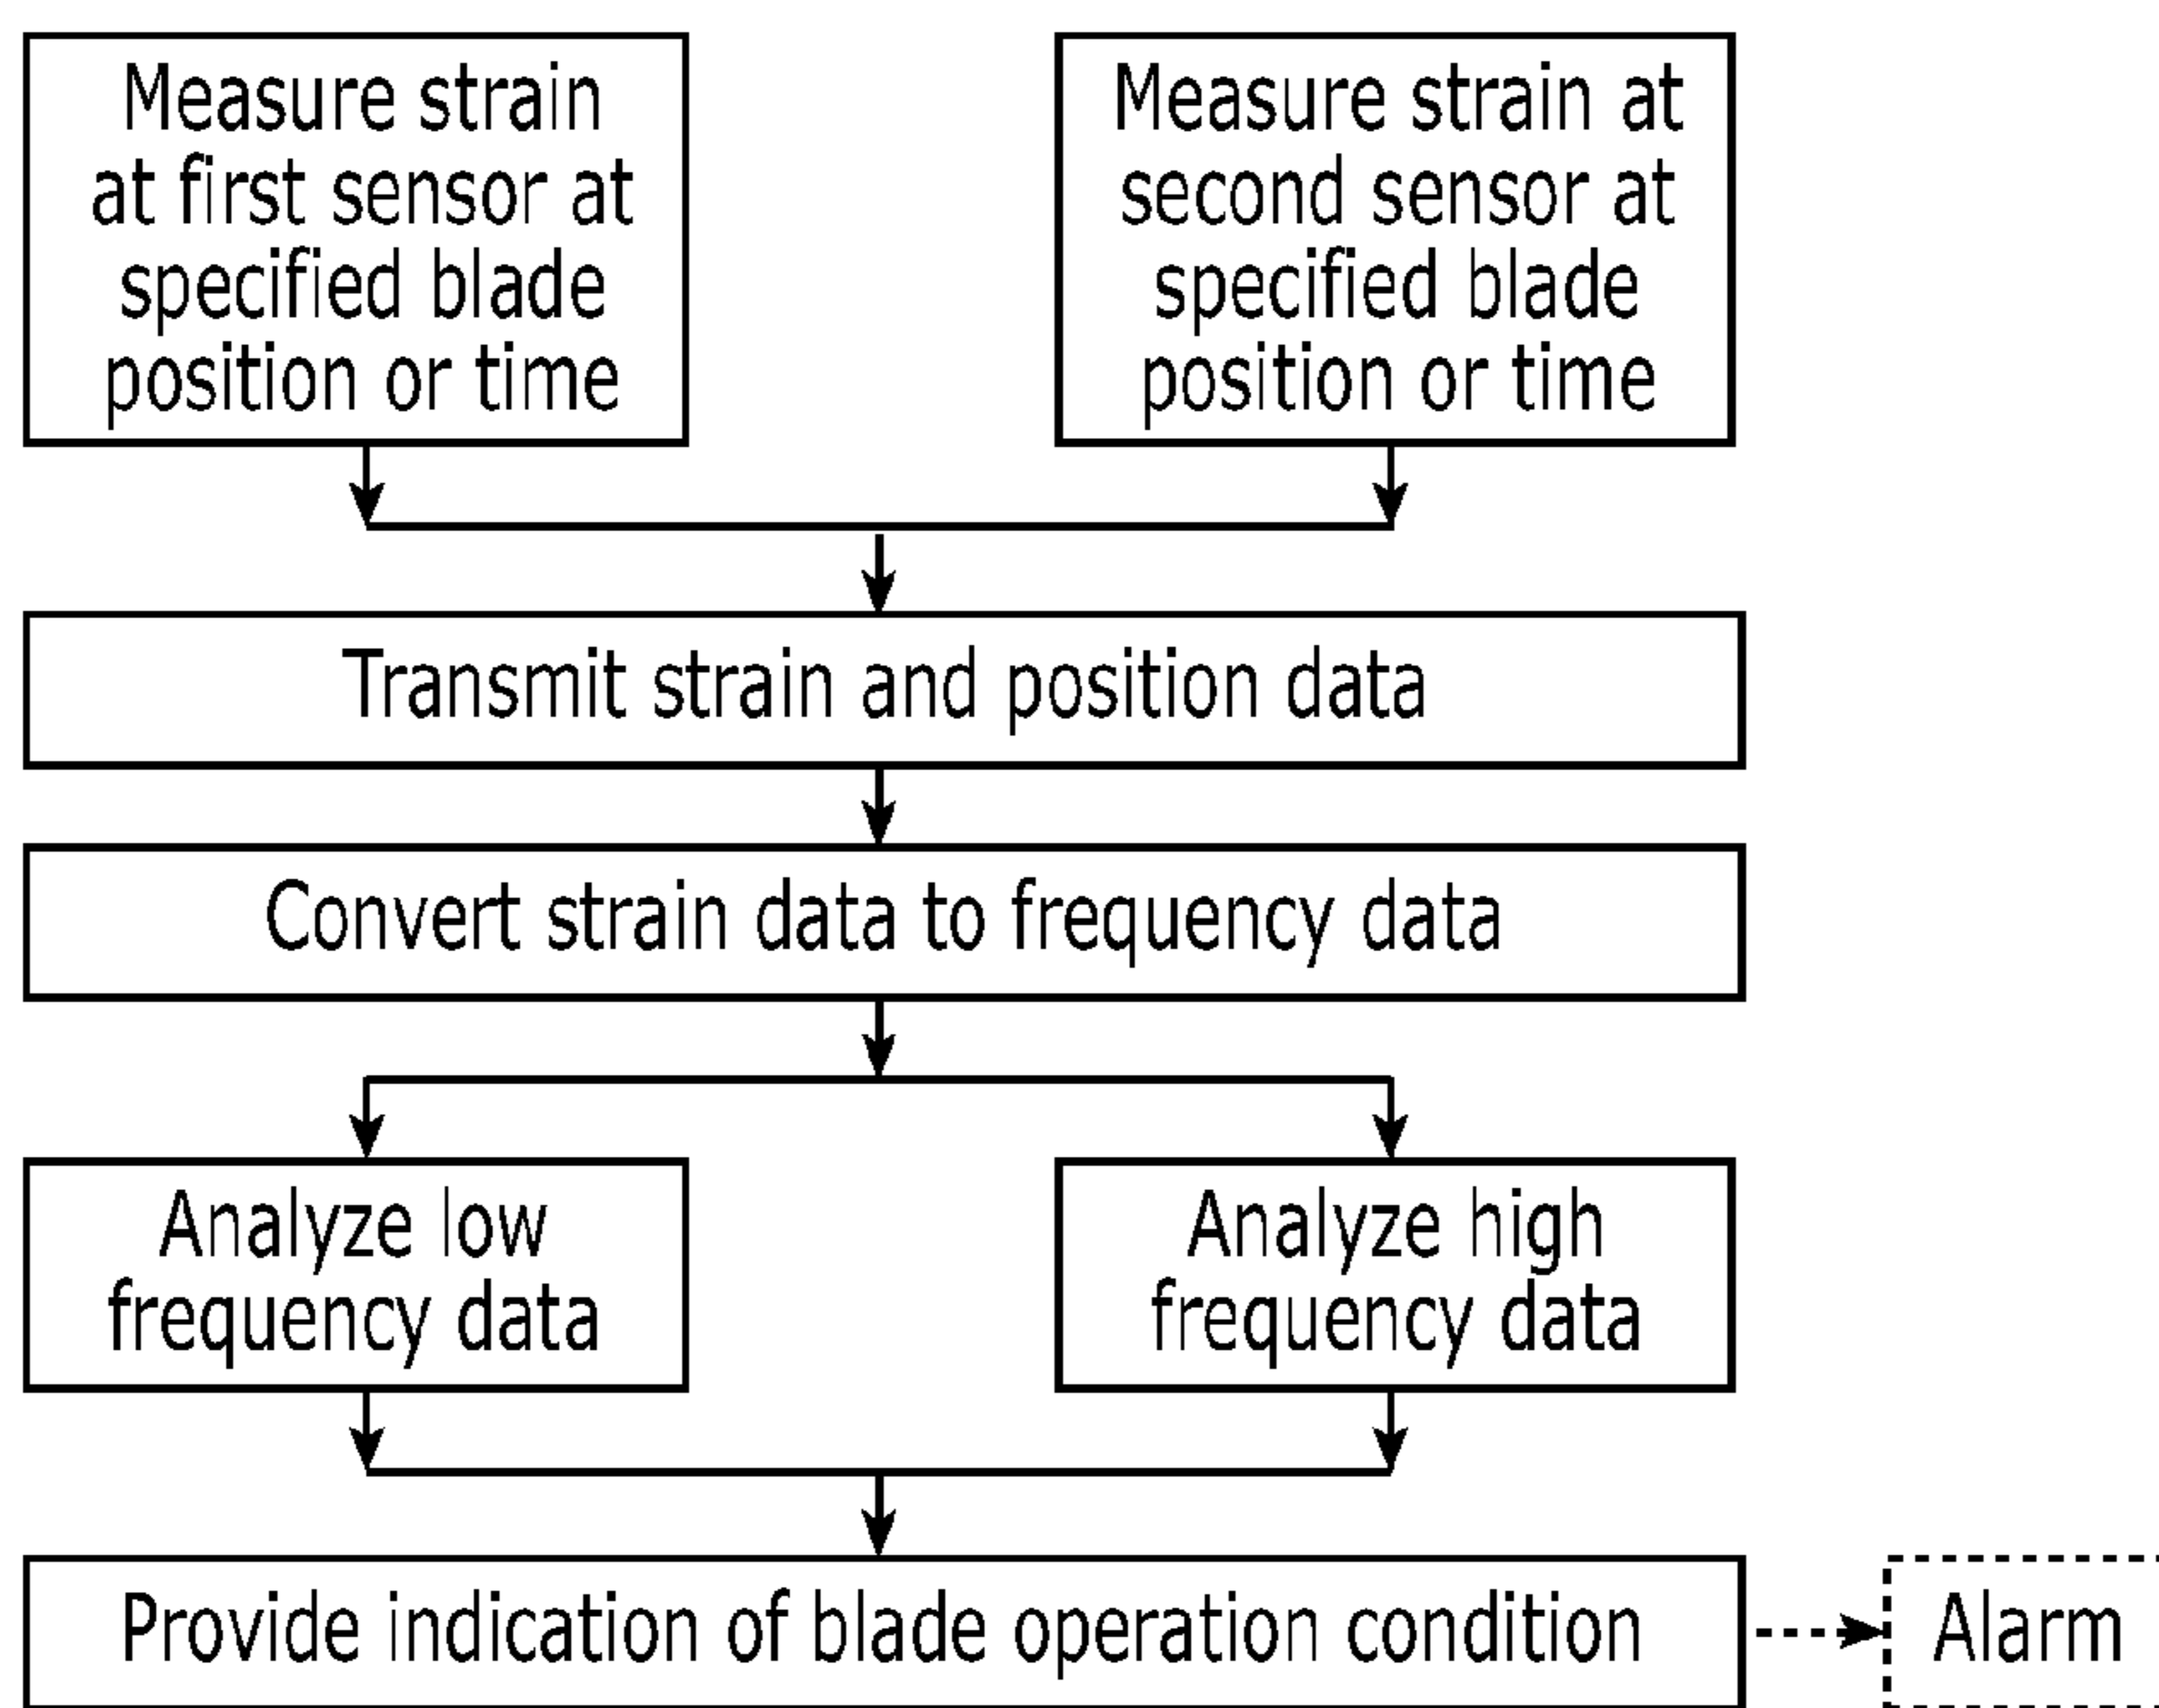 Measure strain
at first sensor at
specified blade
position or time
Measure strain at
second sensor at
specified blade
position or time
Transmit strain and position data
Convert strain data to frequency data
Analyze low
frequency data
Analyze high
frequency data
Provide indication of blade operation condition
Alarm